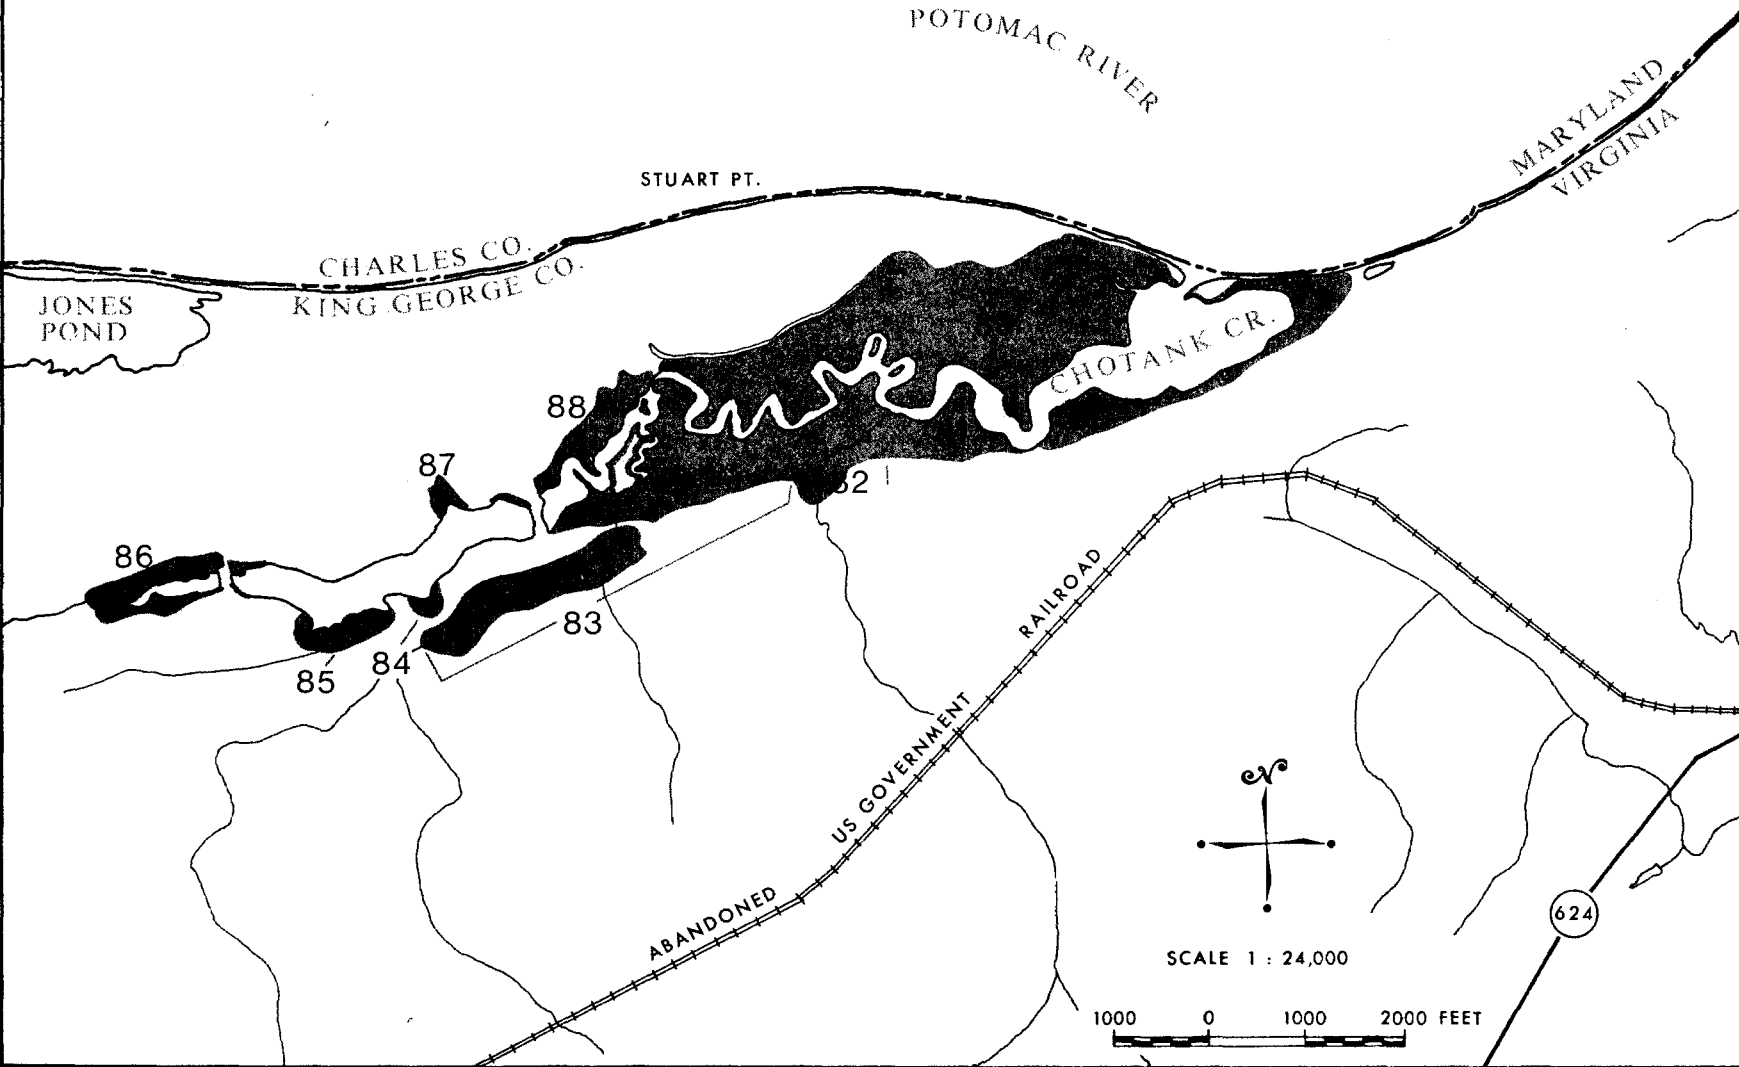 POTOMAC RIVER
MARYLAND
VIRGINIA
STUART PT.
CHARLES CO.
KING GEORGE CO.
JONES
POND
CHOTANK CR.
88
87
82
86
83
84
85
RAILROAD
US GOVERNMENT
ABANDONED
N
624
SCALE 1 : 24,000
1000 0 1000 2000 FEET